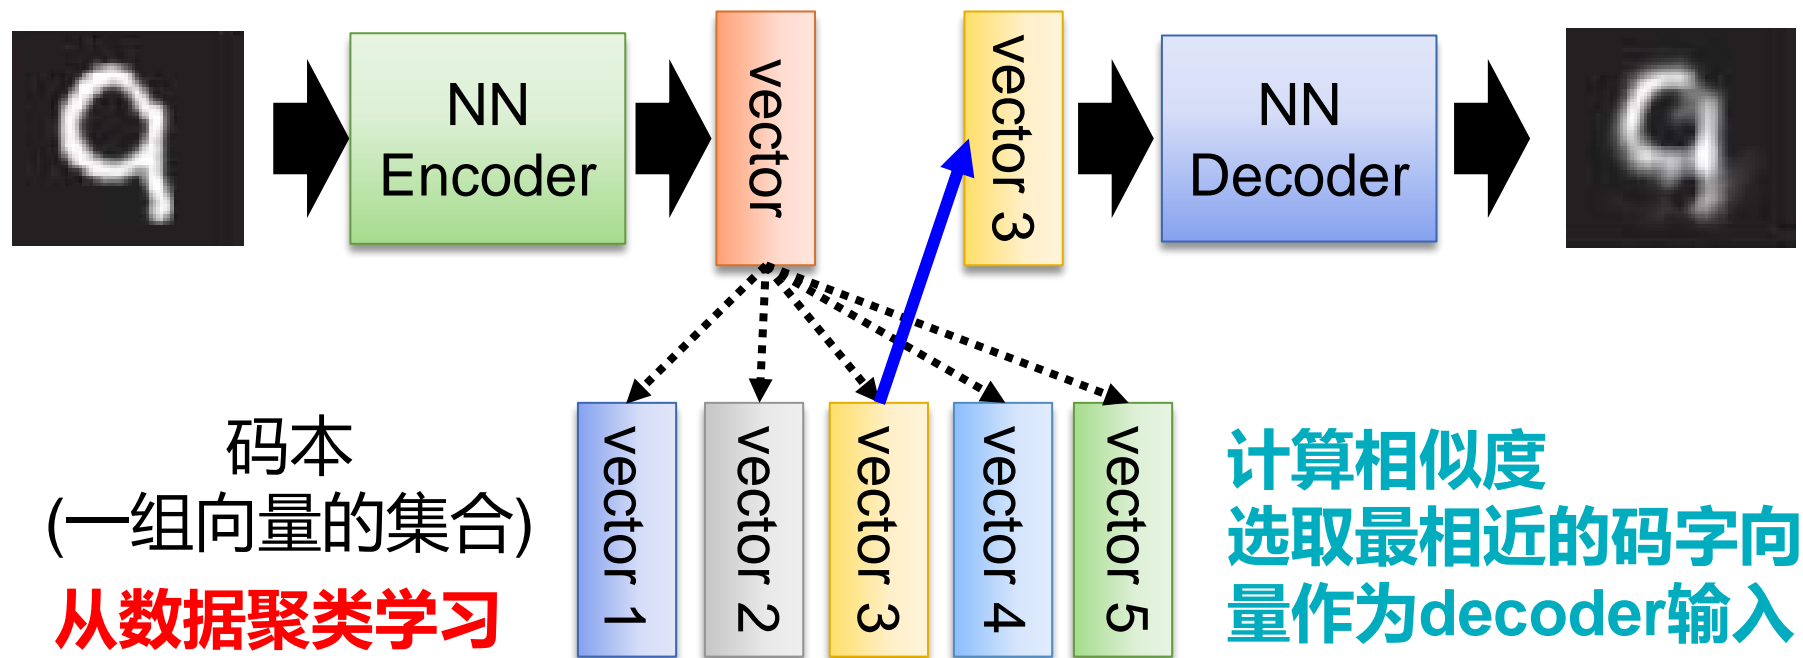 NN
Encoder
vector
vector 3
NN
Decoder
码本
(一组向量的集合)
从数据聚类学习
vector 1
vector 2
vector 3
vector 4
vector 5
计算相似度
选取最相近的码字向
量作为decoder输入